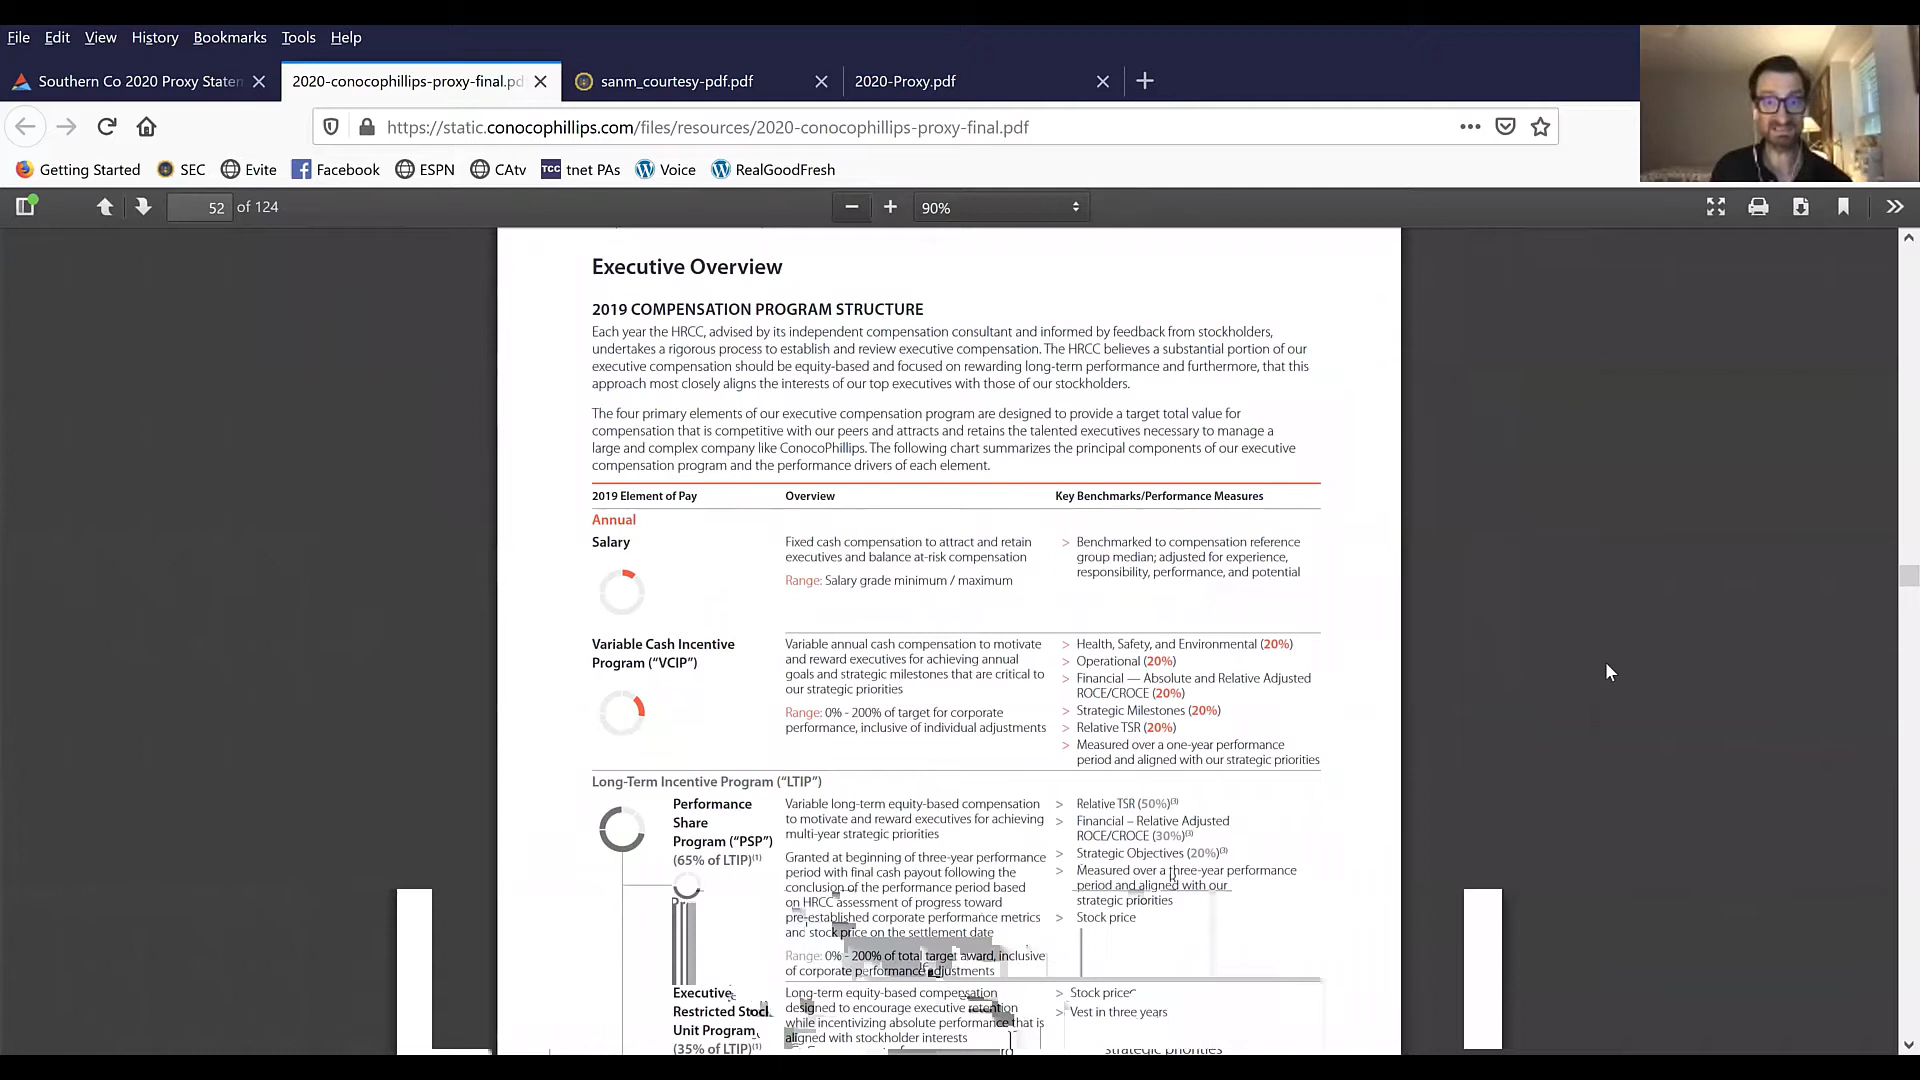 File Edit View History Bookmarks Tools Help
Southern Co 2020 Proxy Statem
2020-conocophillips-proxy-final.pd
sanm_courtesy-pdf.pdf
2020-Proxy.pdf
https://static.conocophillips.com/files/resources/2020-conocophillips-proxy-final.pdf
Getting Started SEC Evite Facebook ESPN CAtv TCC tnet PAs Voice RealGoodFresh
52 of 124
90%
Executive Overview
2019 COMPENSATION PROGRAM STRUCTURE
Each year the HRCC, advised by its independent compensation consultant and informed by feedback from stockholders,
undertakes a rigorous process to establish and review executive compensation. The HRCC believes a substantial portion of our
executive compensation should be equity-based and focused on rewarding long-term performance and furthermore, that this
approach most closely aligns the interests of our top executives with those of our stockholders.
The four primary elements of our executive compensation program are designed to provide a target total value for
compensation that is competitive with our peers and attracts and retains the talented executives necessary to manage a
large and complex company like ConocoPhillips. The following chart summarizes the principal components of our executive
compensation program and the performance drivers of each element.
2019 Element of Pay Overview Key Benchmarks/Performance Measures
Annual
Salary
Fixed cash compensation to attract and retain
executives and balance at-risk compensation
Range: Salary grade minimum / maximum
> Benchmarked to compensation reference
group median; adjusted for experience,
responsibility, performance, and potential
Variable Cash Incentive
Program (“VCIP”)
Variable annual cash compensation to motivate
and reward executives for achieving annual
goals and strategic milestones that are critical to
our strategic priorities
Range: 0% - 200% of target for corporate
performance, inclusive of individual adjustments
> Health, Safety, and Environmental (20%)
> Operational (20%)
> Financial — Absolute and Relative Adjusted
ROCE/CROCE (20%)
> Strategic Milestones (20%)
> Relative TSR (20%)
> Measured over a one-year performance
period and aligned with our strategic priorities
Long-Term Incentive Program (“LTIP”)
Performance
Share
Program (“PSP”)
(65% of LTIP)(1)
Variable long-term equity-based compensation
to motivate and reward executives for achieving
multi-year strategic priorities
Granted at beginning of three-year performance
period with final cash payout following the
conclusion of the performance period based
on HRCC assessment of progress toward
pre-established corporate performance metrics
and stock price on the settlement date
Range: 0% - 200% of total target award, inclusive
of corporate performance adjustments
> Relative TSR (50%)(3)
> Financial – Relative Adjusted
ROCE/CROCE (30%)(3)
> Strategic Objectives (20%)(3)
> Measured over a three-year performance
period and aligned with our
strategic priorities
> Stock price
Executive
Restricted Stock
Unit Program
(35% of LTIP)(1)
Long-term equity-based compensation
designed to encourage executive retention
while incentivizing absolute performance that is
aligned with stockholder interests
> Stock price
> Vest in three years
strategic priorities